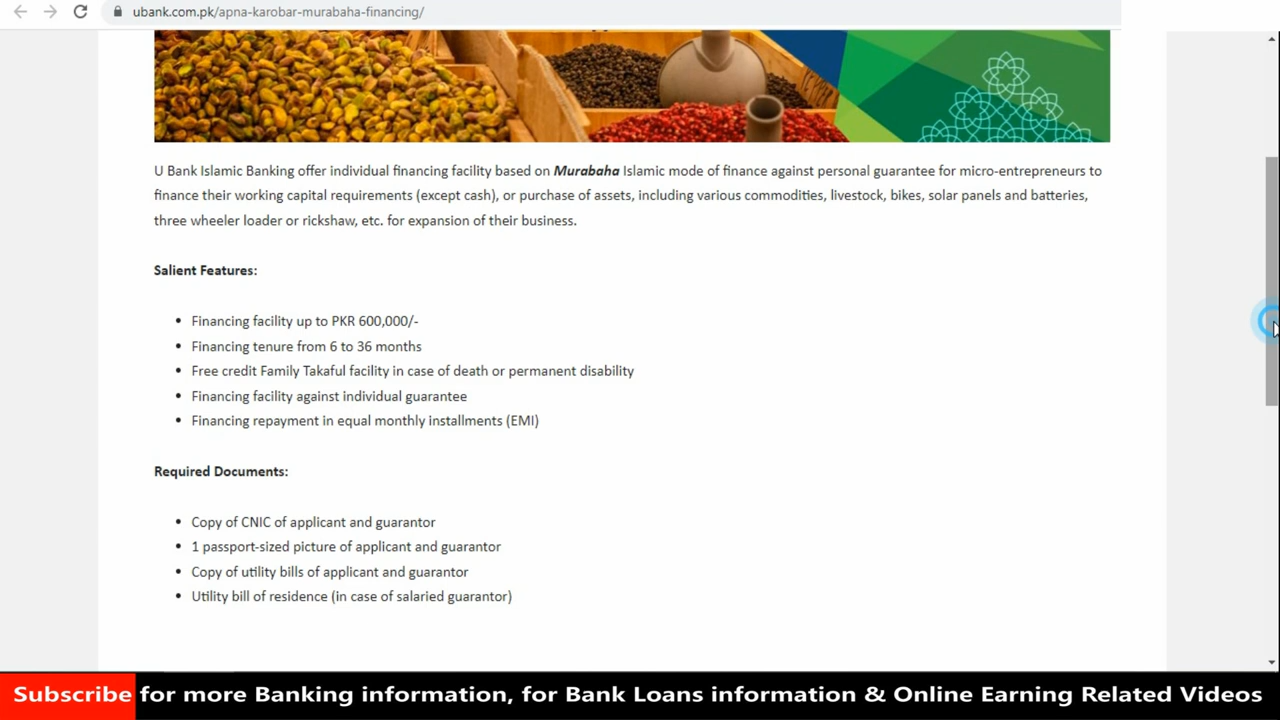 ubank.com.pk/apna-karobar-murabaha-financing/
U Bank Islamic Banking offer individual financing facility based on Murabaha Islamic mode of finance against personal guarantee for micro-entrepreneurs to
finance their working capital requirements (except cash), or purchase of assets, including various commodities, livestock, bikes, solar panels and batteries,
three wheeler loader or rickshaw, etc. for expansion of their business.
Salient Features:
• Financing facility up to PKR 600,000/-
• Financing tenure from 6 to 36 months
• Free credit Family Takaful facility in case of death or permanent disability
• Financing facility against individual guarantee
• Financing repayment in equal monthly installments (EMI)
Required Documents:
• Copy of CNIC of applicant and guarantor
• 1 passport-sized picture of applicant and guarantor
• Copy of utility bills of applicant and guarantor
• Utility bill of residence (in case of salaried guarantor)
Subscribe for more Banking information, for Bank Loans information & Online Earning Related Videos